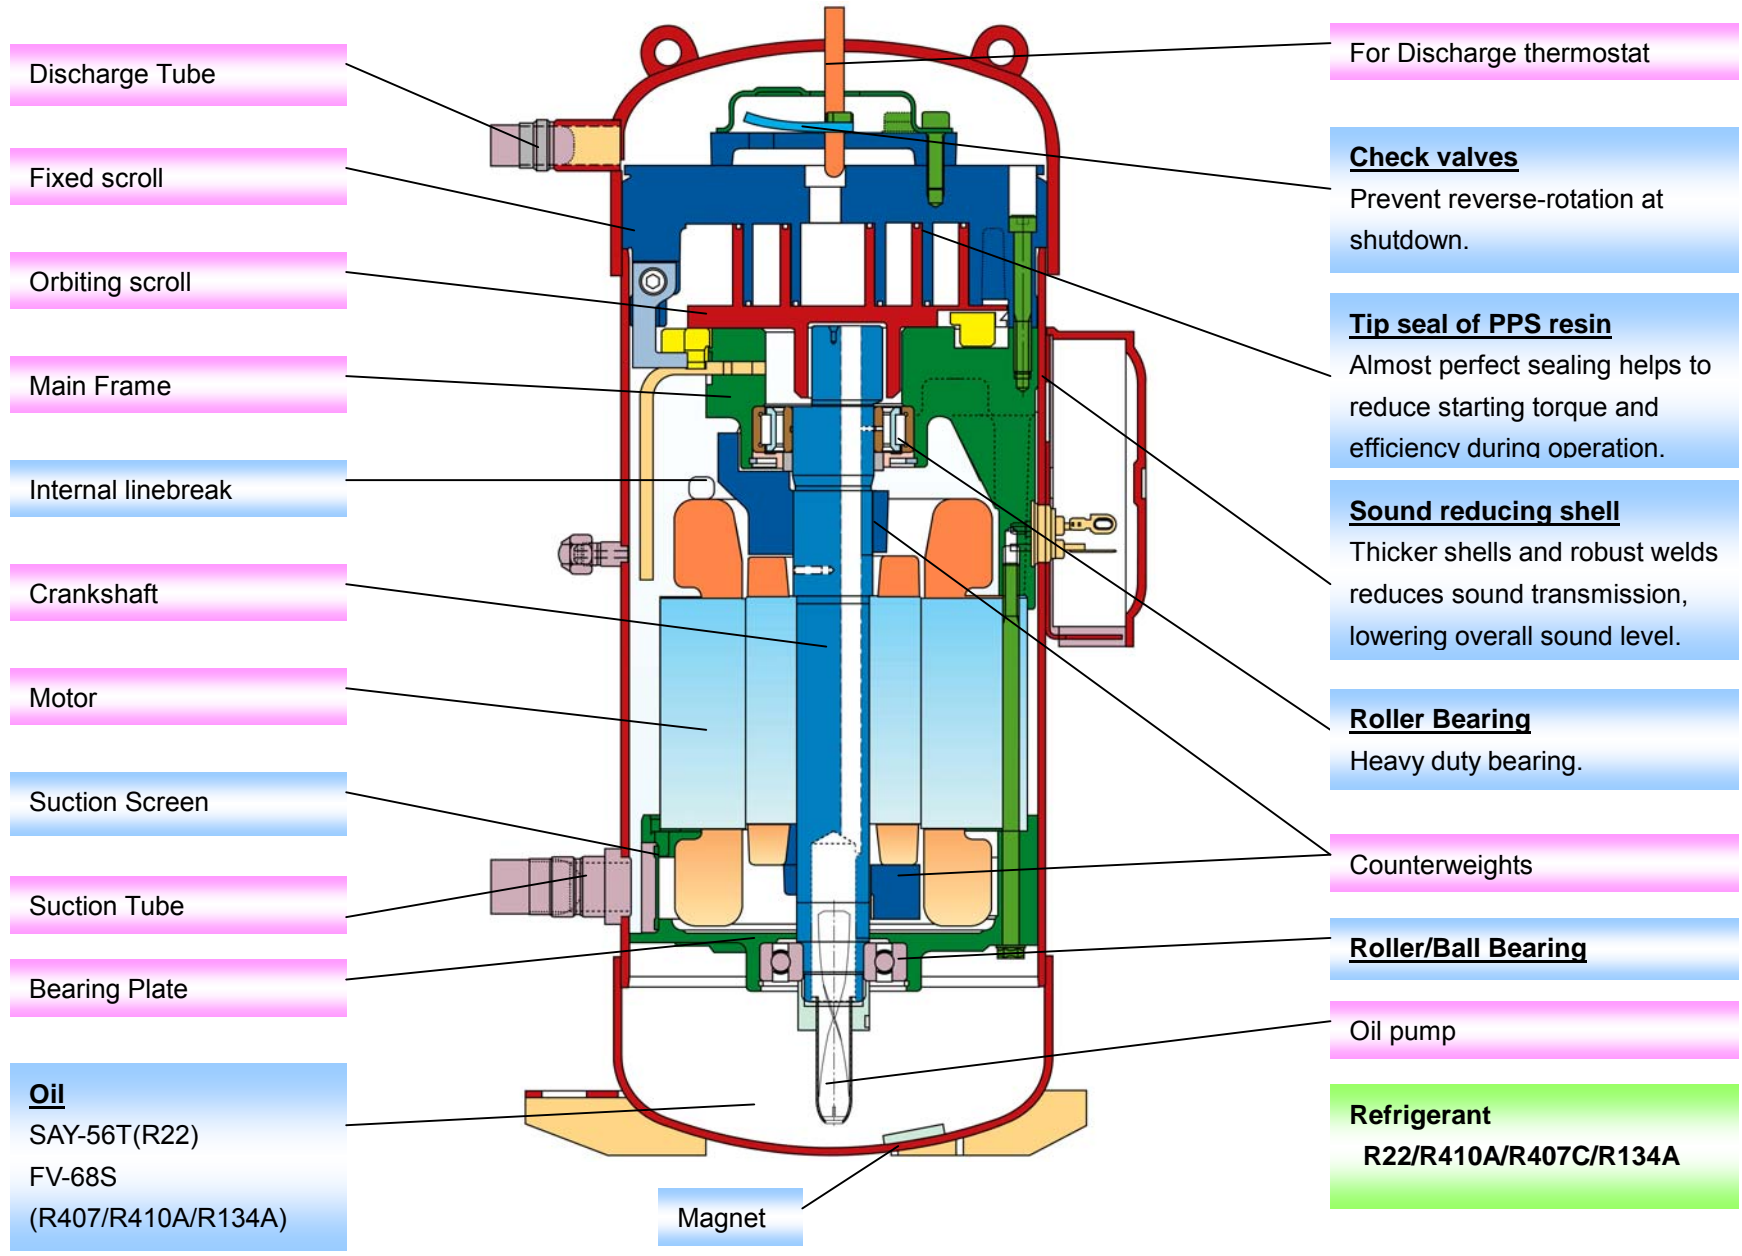 Discharge Tube
Fixed scroll
Orbiting scroll
Main Frame
Internal linebreak
Crankshaft
Motor
Suction Screen
Suction Tube
Bearing Plate
Oil
SAY-56T(R22)
FV-68S
(R407/R410A/R134A)
Magnet
For Discharge thermostat
Check valves
Prevent reverse-rotation at
shutdown.
Tip seal of PPS resin
Almost perfect sealing helps to
reduce starting torque and
efficiency during operation.
Sound reducing shell
Thicker shells and robust welds
reduces sound transmission,
lowering overall sound level.
Roller Bearing
Heavy duty bearing.
Counterweights
Roller/Ball Bearing
Oil pump
Refrigerant
R22/R410A/R407C/R134A